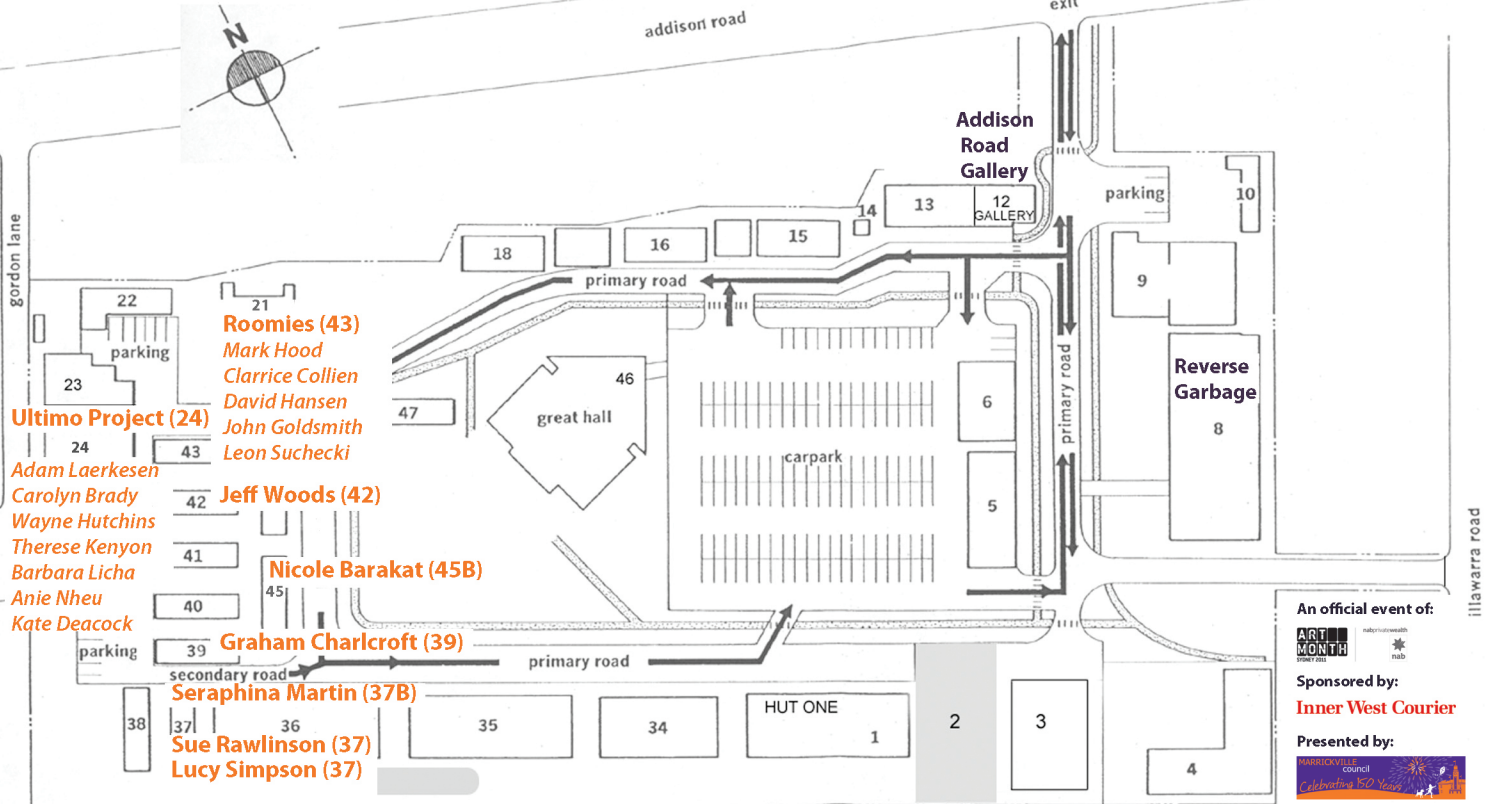 exit
addison road
N
Addison
Road
Gallery
gordon lane
10
parking
13
12
GALLERY
14
15
16
18
9
primary road
22
21
parking
Roomies (43)
Mark Hood
Clarrice Collien
David Hansen
John Goldsmith
Leon Suchecki
23
Ultimo Project (24)
24
Adam Laerkesen
Carolyn Brady
Wayne Hutchins
Therese Kenyon
Barbara Licha
Anie Nheu
Kate Deacock
43
42
Jeff Woods (42)
41
45
Nicole Barakat (45B)
40
39
Graham Charlcroft (39)
parking
secondary road
primary road
47
46
great hall
carpark
6
5
primary road
Reverse
Garbage
8
illawarra road
Seraphina Martin (37B)
38
37
36
Sue Rawlinson (37)
Lucy Simpson (37)
35
34
HUT ONE
1
2
3
4
An official event of:
ART
MONTH
SYDNEY 2011
nabprivatewealth
nab
Sponsored by:
Inner West Courier
Presented by:
MARRICKVILLE
council
Celebrating 150 Years